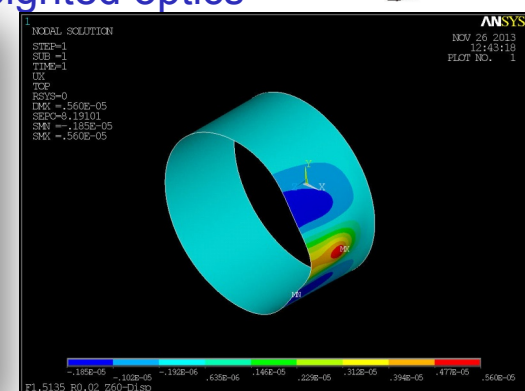 ighted optics
1
NODAL SOLUTION
STEP=1
SUB =1
TIME=1
UX
TOP
RSYS=0
DMX =.560E-05
SEPC=8.19101
SMN =-.185E-05
SMX =.560E-05
ANSYS
NOV 26 2013
12:43:18
PLOT NO. 1
Y
X
MX
MN
-.185E-05
-.102E-05
-.192E-06
.635E-06
.146E-05
.229E-05
.312E-05
.394E-05
.477E-05
.560E-05
F1.5135 R0.02 Z60-Disp